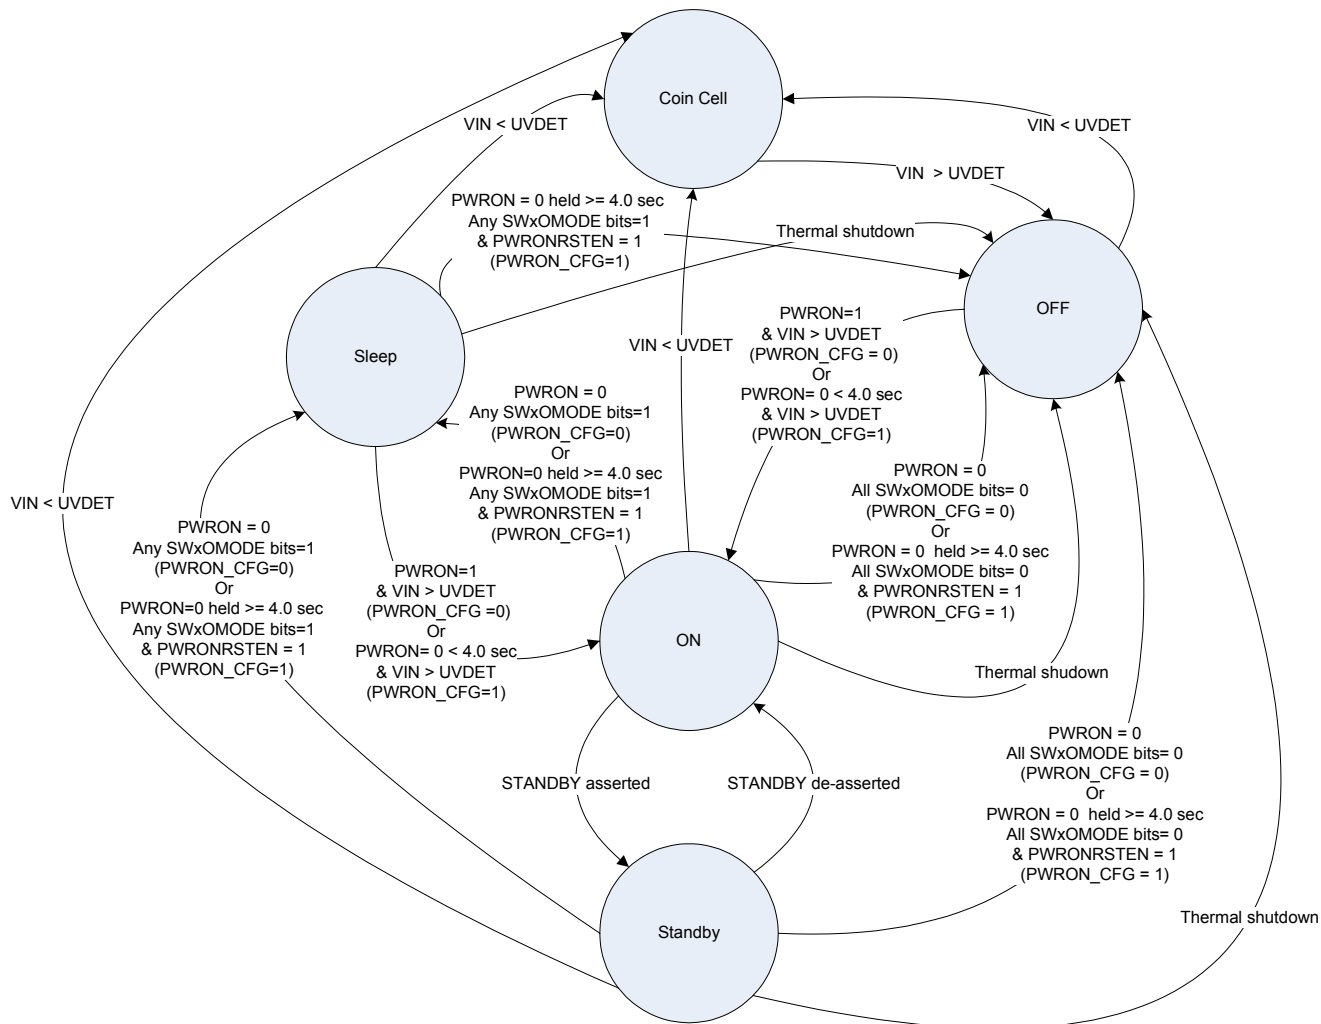 Coin Cell
VIN < UVDET
VIN < UVDET
VIN > UVDET
PWRON = 0 held >= 4.0 sec
Any SWxOMODE bits=1
& PWRONRSTEN = 1
(PWRON_CFG=1)
Thermal shutdown
OFF
Sleep
PWRON=1
& VIN > UVDET
(PWRON_CFG = 0)
Or
PWRON= 0 < 4.0 sec
& VIN > UVDET
(PWRON_CFG=1)
VIN < UVDET
PWRON = 0
Any SWxOMODE bits=1
(PWRON_CFG=0)
Or
PWRON=0 held >= 4.0 sec
Any SWxOMODE bits=1
& PWRONRSTEN = 1
(PWRON_CFG=1)
PWRON = 0
All SWxOMODE bits= 0
(PWRON_CFG = 0)
Or
PWRON = 0 held >= 4.0 sec
All SWxOMODE bits= 0
& PWRONRSTEN = 1
(PWRON_CFG = 1)
VIN < UVDET
PWRON = 0
Any SWxOMODE bits=1
(PWRON_CFG=0)
Or
PWRON=0 held >= 4.0 sec
Any SWxOMODE bits=1
& PWRONRSTEN = 1
(PWRON_CFG=1)
PWRON=1
& VIN > UVDET
(PWRON_CFG =0)
Or
PWRON= 0 < 4.0 sec
& VIN > UVDET
(PWRON_CFG=1)
ON
Thermal shudown
STANDBY asserted
STANDBY de-asserted
PWRON = 0
All SWxOMODE bits= 0
(PWRON_CFG = 0)
Or
PWRON = 0 held >= 4.0 sec
All SWxOMODE bits= 0
& PWRONRSTEN = 1
(PWRON_CFG = 1)
Standby
Thermal shutdown